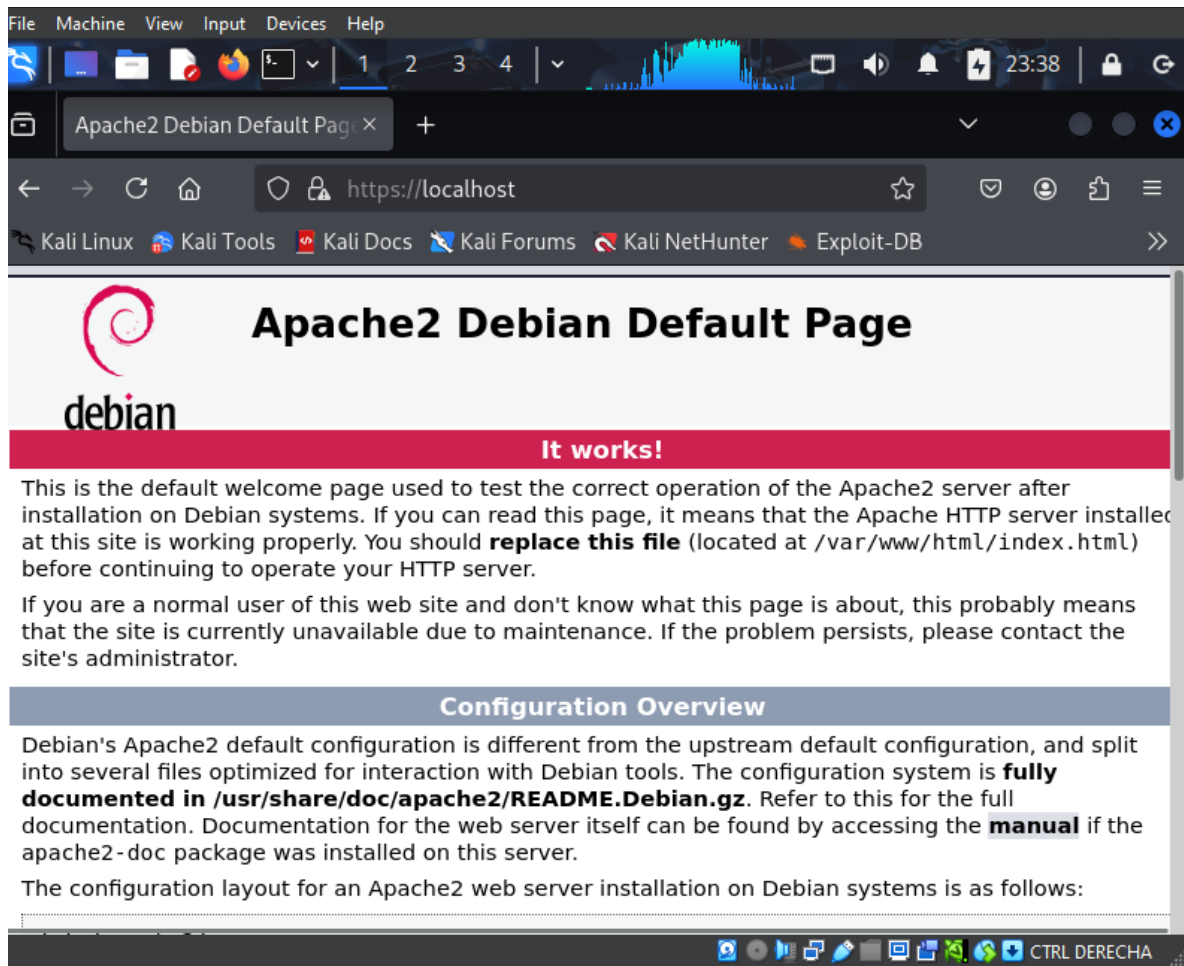 File Machine View Input Devices Help
1 2 3 4 23:38
Apache2 Debian Default Page
https://localhost
Kali Linux Kali Tools Kali Docs Kali Forums Kali NetHunter Exploit-DB
debian
Apache2 Debian Default Page
It works!
This is the default welcome page used to test the correct operation of the Apache2 server after
installation on Debian systems. If you can read this page, it means that the Apache HTTP server installed
at this site is working properly. You should replace this file (located at /var/www/html/index.html)
before continuing to operate your HTTP server.
If you are a normal user of this web site and don't know what this page is about, this probably means
that the site is currently unavailable due to maintenance. If the problem persists, please contact the
site's administrator.
Configuration Overview
Debian's Apache2 default configuration is different from the upstream default configuration, and split
into several files optimized for interaction with Debian tools. The configuration system is fully
documented in /usr/share/doc/apache2/README.Debian.gz. Refer to this for the full
documentation. Documentation for the web server itself can be found by accessing the manual if the
apache2-doc package was installed on this server.
The configuration layout for an Apache2 web server installation on Debian systems is as follows:
CTRL DERECHA